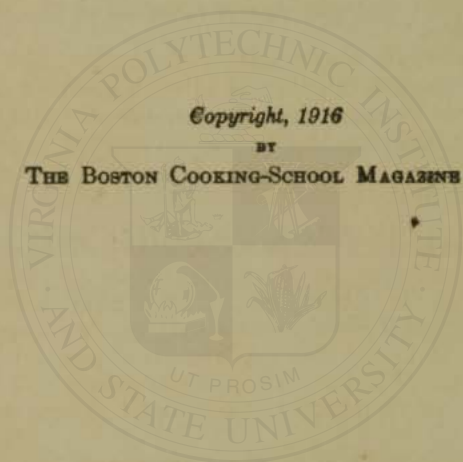 Copyright, 1916
BY
THE BOSTON COOKING-SCHOOL MAGAZINE
VIRGINIA POLYTECHNIC INSTITUTE
AND STATE UNIVERSITY
UT PROSIM